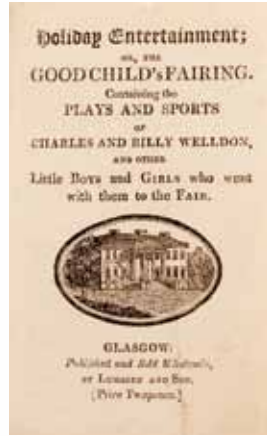 Holiday Entertainment;
OR, THE
GOOD CHILD's FAIRING.
Containing the
PLAYS AND SPORTS
OF
CHARLES AND BILLY WELLDON,
AND OTHER
Little Boys and GIRLS who went
with them to the FAIR.
GLASGOW:
Published and Sold Wholesale,
BY LUMSDEN AND SON.
[Price Twopence.]